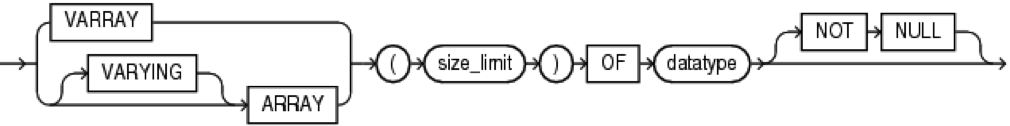 VARRAY
VARYING
ARRAY
( size_limit ) OF datatype
NOT NULL